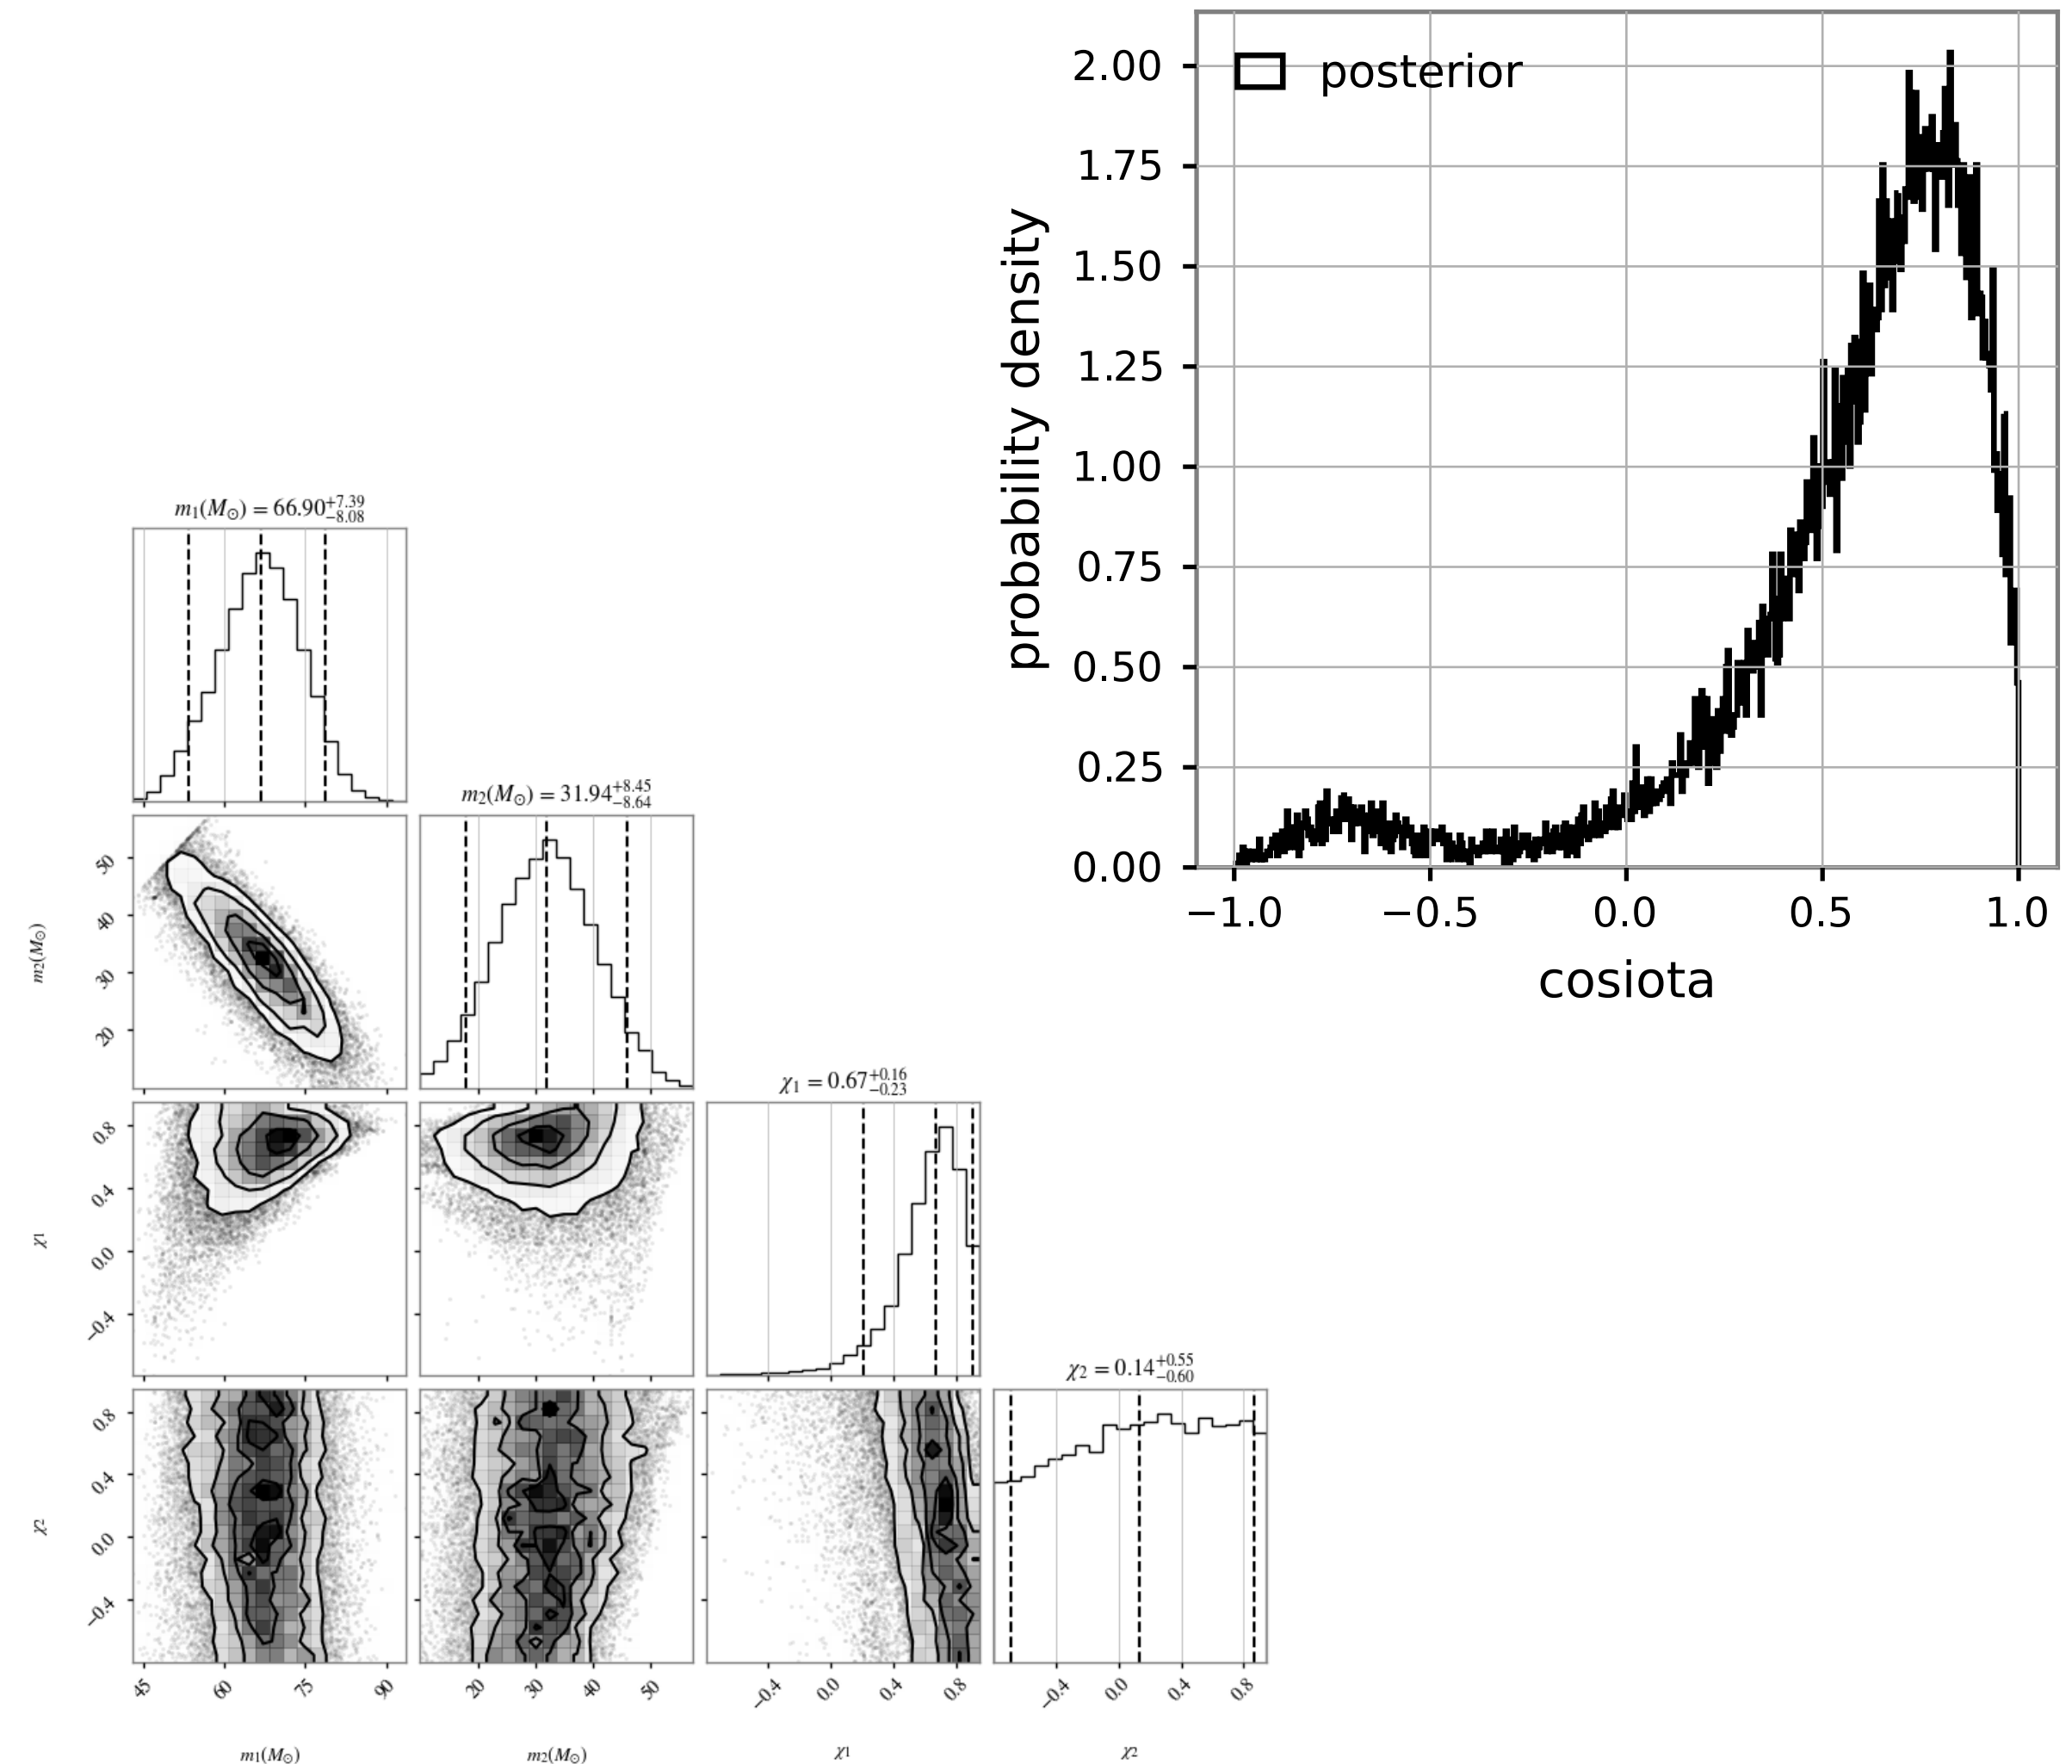 2.00
posterior
1.75
1.50
1.25
1.00
0.75
0.50
0.25
0.00
probability density
−1.0 −0.5 0.0 0.5 1.0
cosiota
m₁(M⊙) = 66.90+7.39 −8.08
m₂(M⊙) = 31.94+8.45 −8.64
50
40
30
20
m₂(M⊙)
χ₁ = 0.67+0.16 −0.23
0.8
0.4
0.0
−0.4
χ₁
χ₂ = 0.14+0.55 −0.60
0.8
0.4
0.0
−0.4
χ₂
45 60 75 90 20 30 40 50 −0.4 0.0 0.4 0.8 −0.4 0.0 0.4 0.8
m₁(M⊙) m₂(M⊙) χ₁ χ₂